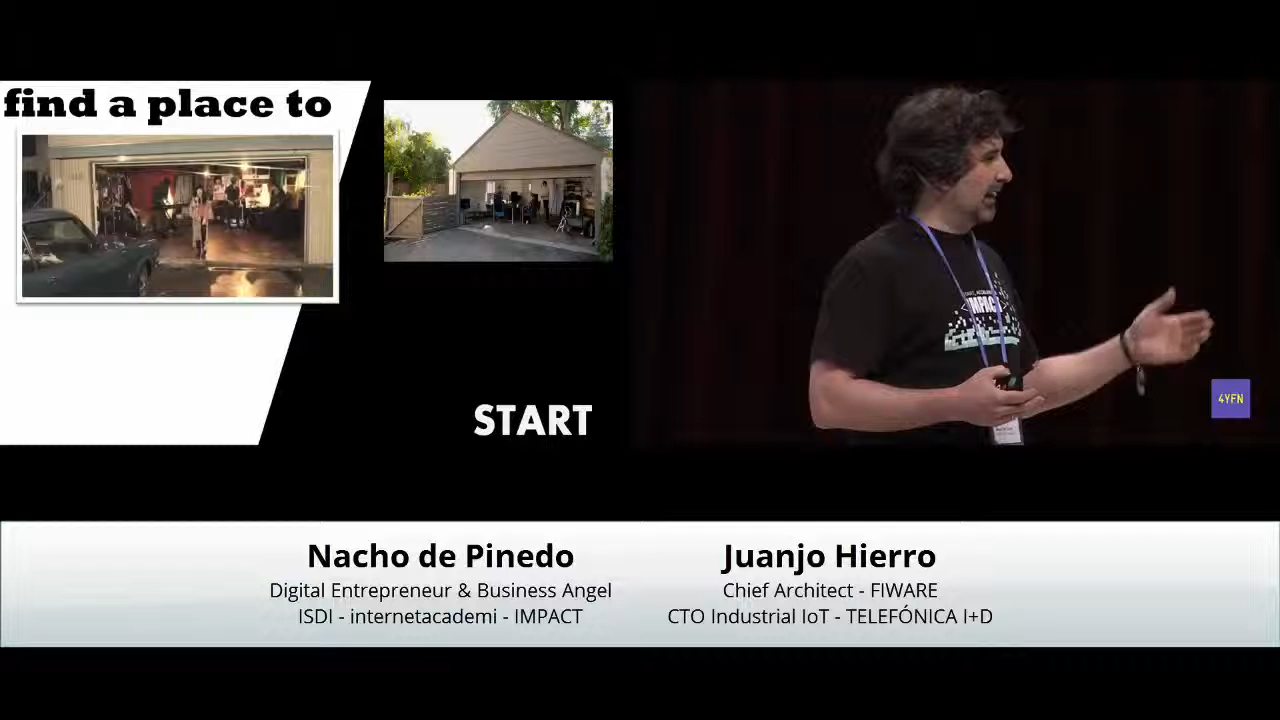 find a place to
START
IMPAC
4YFN
Nacho de Pinedo
Digital Entrepreneur & Business Angel
ISDI - internetacademi - IMPACT
Juanjo Hierro
Chief Architect - FIWARE
CTO Industrial IoT - TELEFÓNICA I+D